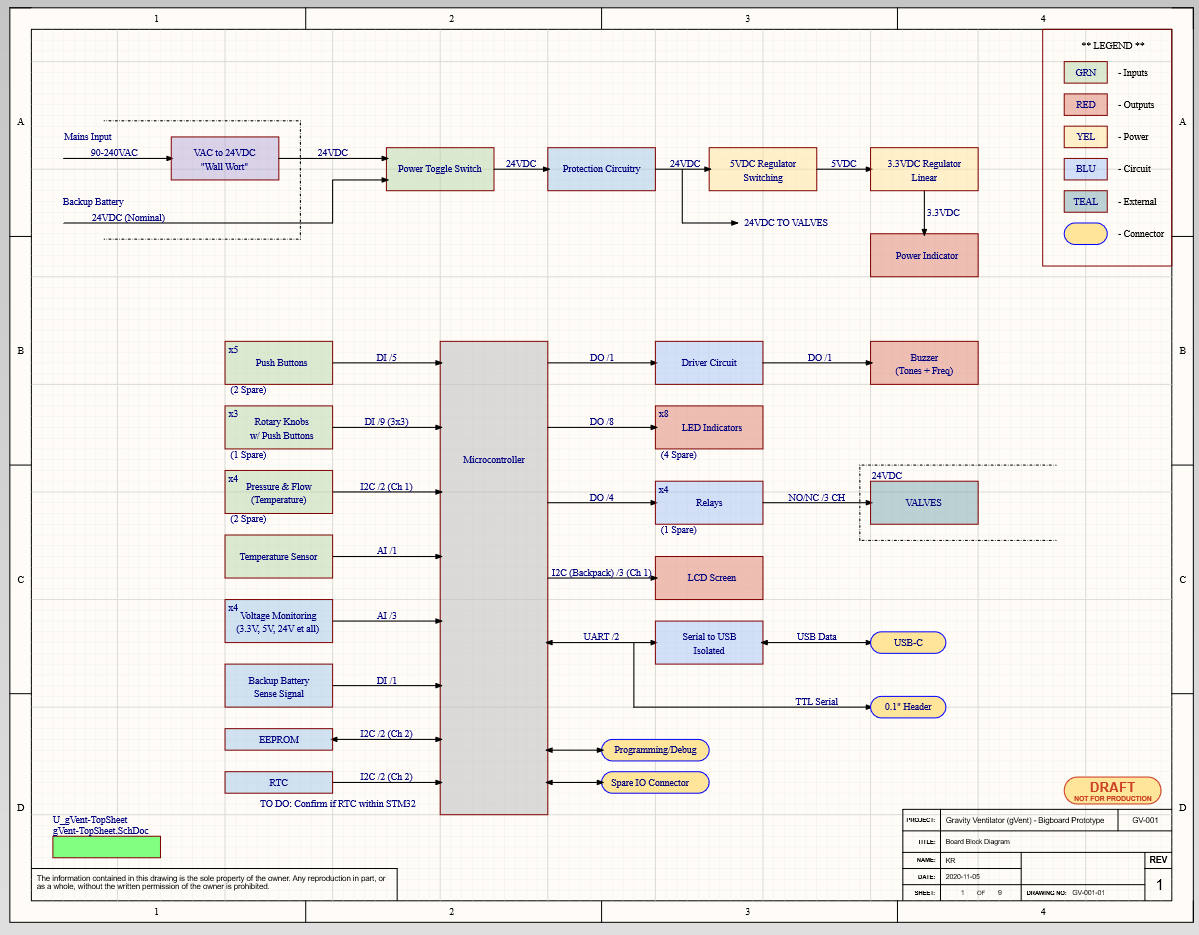 1 2 3 4
** LEGEND **
GRN - Inputs
RED - Outputs
YEL - Power
BLU - Circuit
TEAL - External
- Connector
A A
Mains Input
90-240VAC
VAC to 24VDC
"Wall Wort"
24VDC
Power Toggle Switch
24VDC
Protection Circuitry
24VDC
5VDC Regulator
Switching
5VDC
3.3VDC Regulator
Linear
Backup Battery
24VDC (Nominal)
24VDC TO VALVES
3.3VDC
Power Indicator
B B
x5
Push Buttons
(2 Spare)
DI /5
DO /1
Driver Circuit
DO /1
Buzzer
(Tones + Freq)
x3
Rotary Knobs
w/ Push Buttons
(1 Spare)
DI /9 (3x3)
Microcontroller
DO /8
x8
LED Indicators
(4 Spare)
x4
Pressure & Flow
(Temperature)
(2 Spare)
I2C /2 (Ch 1)
DO /4
x4
Relays
(1 Spare)
NO/NC /3 CH
24VDC
VALVES
C C
Temperature Sensor
AI /1
I2C (Backpack) /3 (Ch 1)
LCD Screen
x4
Voltage Monitoring
(3.3V, 5V, 24V et all)
AI /3
UART /2
Serial to USB
Isolated
USB Data
USB-C
Backup Battery
Sense Signal
DI /1
TTL Serial
0.1" Header
EEPROM
I2C /2 (Ch 2)
Programming/Debug
RTC
I2C /2 (Ch 2)
Spare IO Connector
TO DO: Confirm if RTC within STM32
D D
DRAFT
NOT FOR PRODUCTION
U_gVent-TopSheet
gVent-TopSheet.SchDoc
The information contained in this drawing is the sole property of the owner. Any reproduction in part, or
as a whole, without the written permission of the owner is prohibited.
PROJECT: Gravity Ventilator (gVent) - Bigboard Prototype GV-001
TITLE: Board Block Diagram
NAME: KR
REV
DATE: 2020-11-05
1
SHEET: 1 OF 9 DRAWING NO: GV-001-01
1 2 3 4